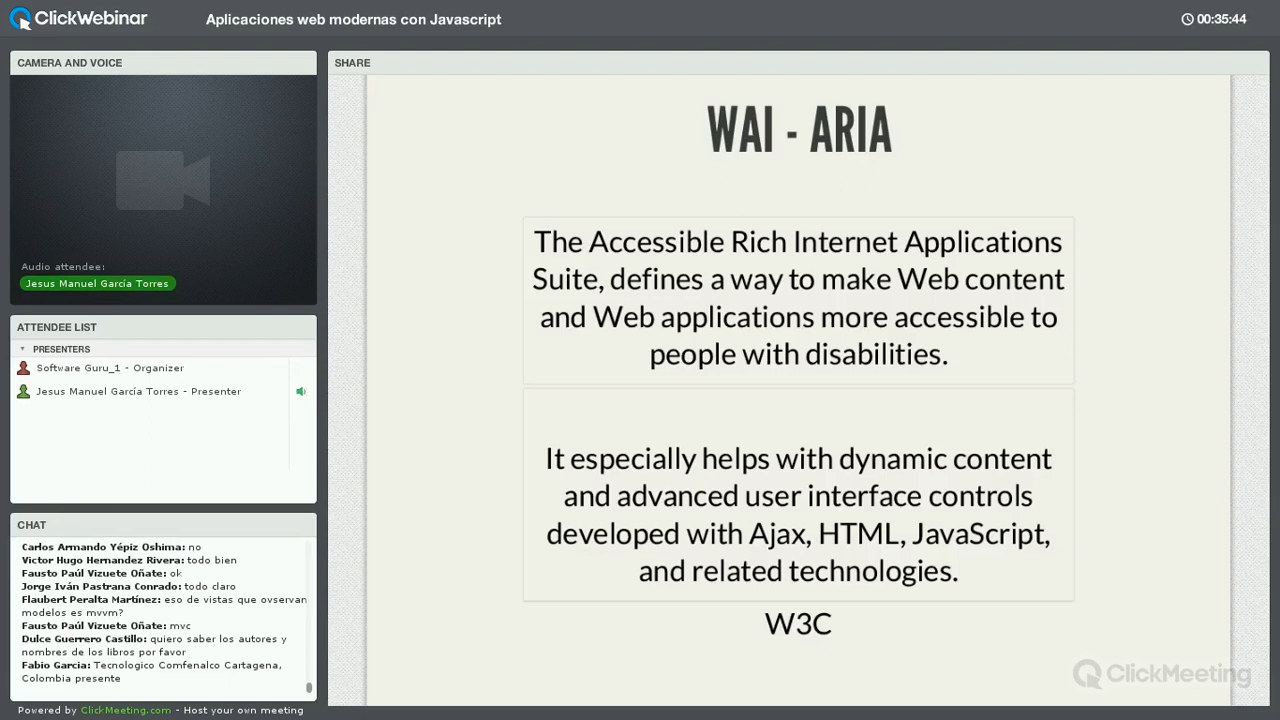 ClickWebinar
Aplicaciones web modernas con Javascript
00:35:44
CAMERA AND VOICE
Audio attendee:
Jesus Manuel García Torres
ATTENDEE LIST
PRESENTERS
Software Guru_1 - Organizer
Jesus Manuel García Torres - Presenter
CHAT
Carlos Armando Yépiz Oshima: no
Victor Hugo Hernandez Rivera: todo bien
Fausto Paúl Vizuete Oñate: ok
Jorge Iván Pastrana Conrado: todo claro
Flaubert Peralta Martínez: eso de vistas que ovservan
modelos es mvvm?
Fausto Paúl Vizuete Oñate: mvc
Dulce Guerrero Castillo: quiero saber los autores y
nombres de los libros por favor
Fabio Garcia: Tecnologico Comfenalco Cartagena,
Colombia presente
Powered by ClickMeeting.com - Host your own meeting
SHARE
WAI - ARIA
The Accessible Rich Internet Applications
Suite, defines a way to make Web content
and Web applications more accessible to
people with disabilities.
It especially helps with dynamic content
and advanced user interface controls
developed with Ajax, HTML, JavaScript,
and related technologies.
W3C
ClickMeeting